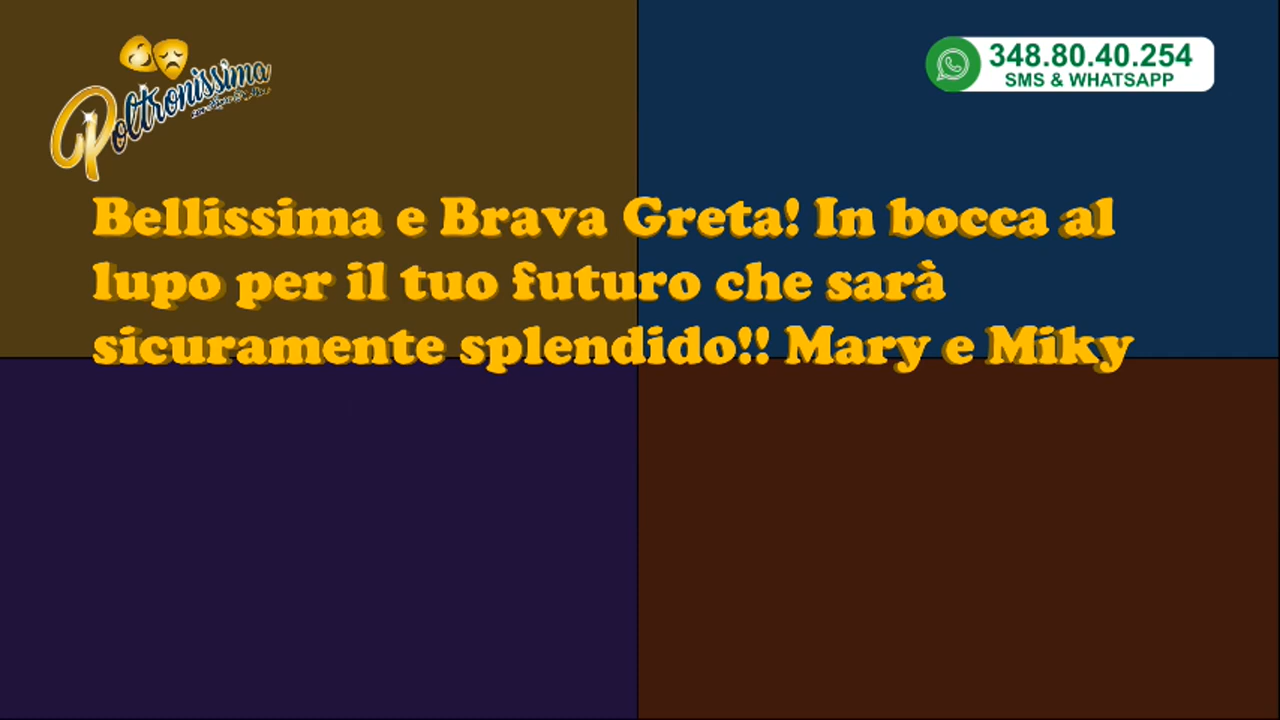 Poltronissima
348.80.40.254
SMS & WHATSAPP
Bellissima e Brava Greta! In bocca al
lupo per il tuo futuro che sarà
sicuramente splendido!! Mary e Miky